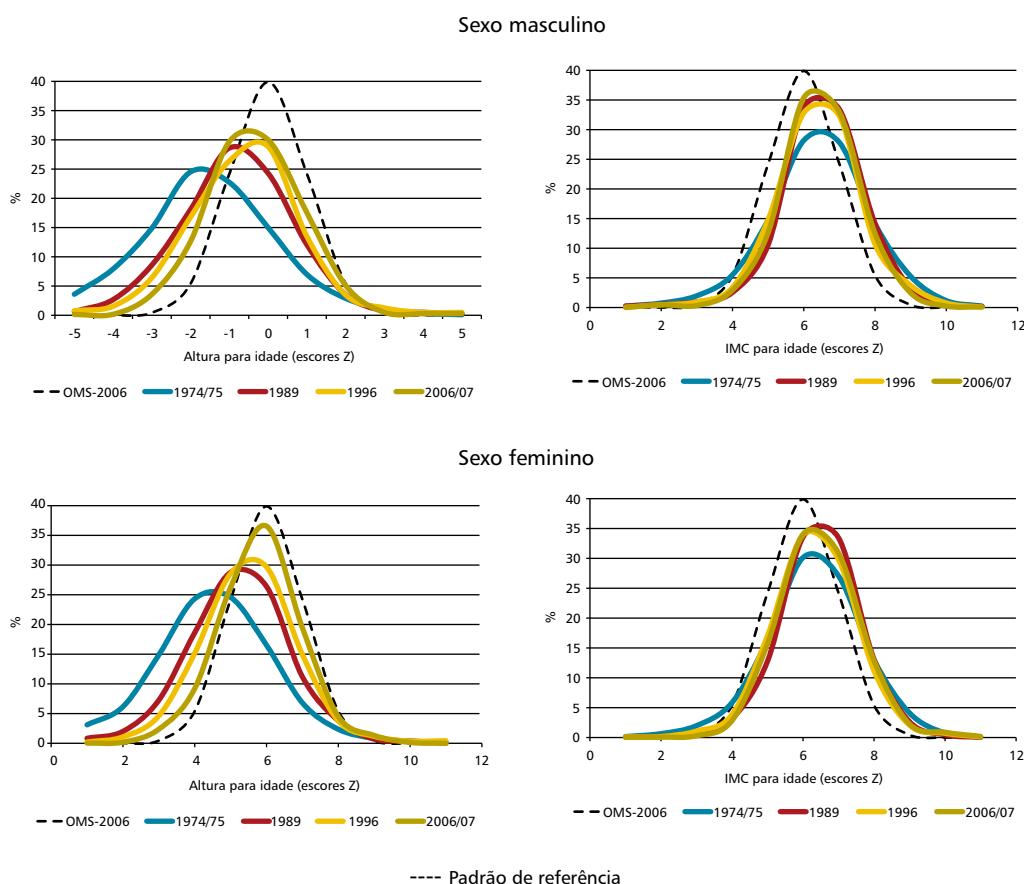 Sexo masculino
40
35
30
25
20
15
10
5
0
%
-5 -4 -3 -2 -1 0 1 2 3 4 5
Altura para idade (escores Z)
OMS-2006 1974/75 1989 1996 2006/07
40
35
30
25
20
15
10
5
0
%
0 2 4 6 8 10 12
IMC para idade (escores Z)
OMS-2006 1974/75 1989 1996 2006/07
Sexo feminino
40
35
30
25
20
15
10
5
0
%
0 2 4 6 8 10 12
Altura para idade (escores Z)
OMS-2006 1974/75 1989 1996 2006/07
40
35
30
25
20
15
10
5
0
%
0 2 4 6 8 10 12
IMC para idade (escores Z)
OMS-2006 1974/75 1989 1996 2006/07
---- Padrão de referência